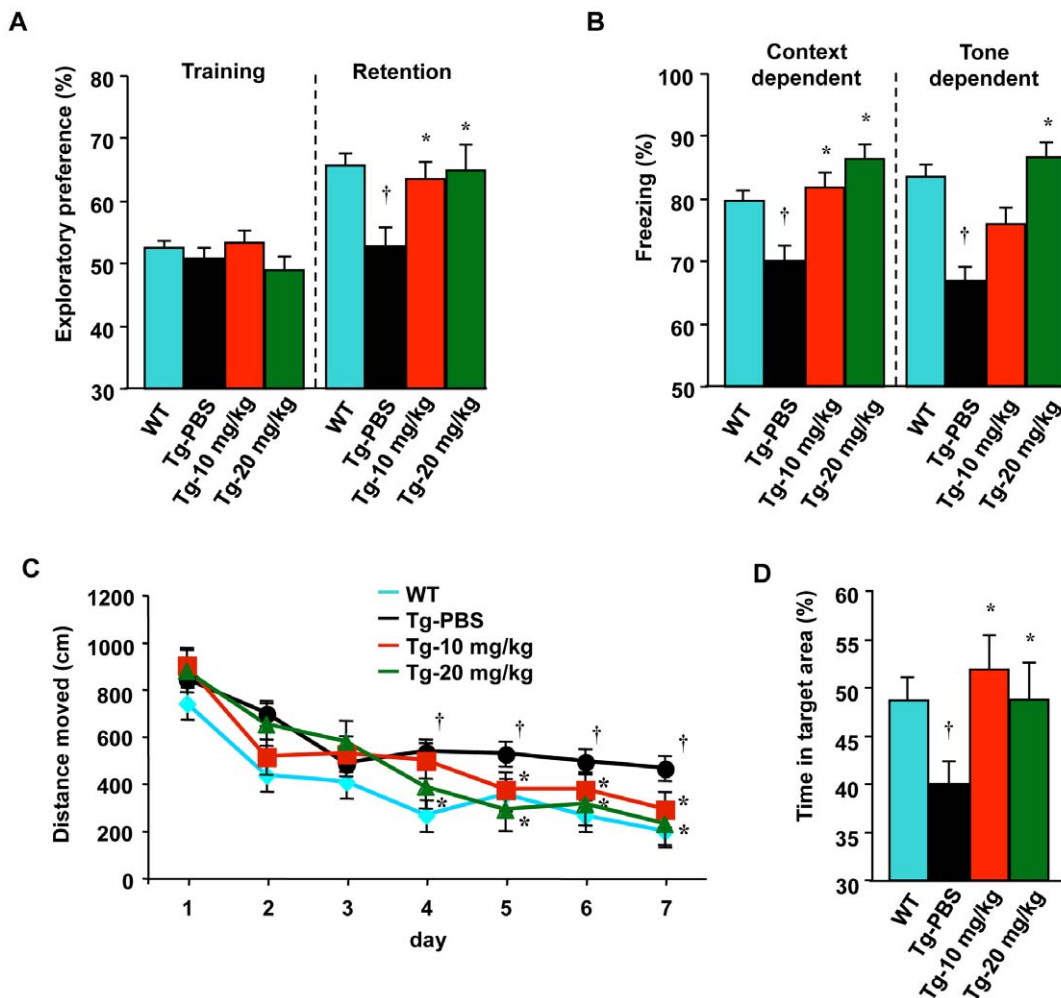 A
Training
Retention
Exploratory preference (%)
80
70
60
50
40
30
*
*
†
WT
Tg-PBS
Tg-10 mg/kg
Tg-20 mg/kg
WT
Tg-PBS
Tg-10 mg/kg
Tg-20 mg/kg
B
Context
dependent
Tone
dependent
Freezing (%)
100
90
80
70
60
50
†
*
*
†
*
WT
Tg-PBS
Tg-10 mg/kg
Tg-20 mg/kg
WT
Tg-PBS
Tg-10 mg/kg
Tg-20 mg/kg
C
WT
Tg-PBS
Tg-10 mg/kg
Tg-20 mg/kg
Distance moved (cm)
1200
1000
800
600
400
200
0
† † † †
* * * * * *
1 2 3 4 5 6 7
day
D
Time in target area (%)
60
55
50
45
40
35
30
†
*
*
WT
Tg-PBS
Tg-10 mg/kg
Tg-20 mg/kg